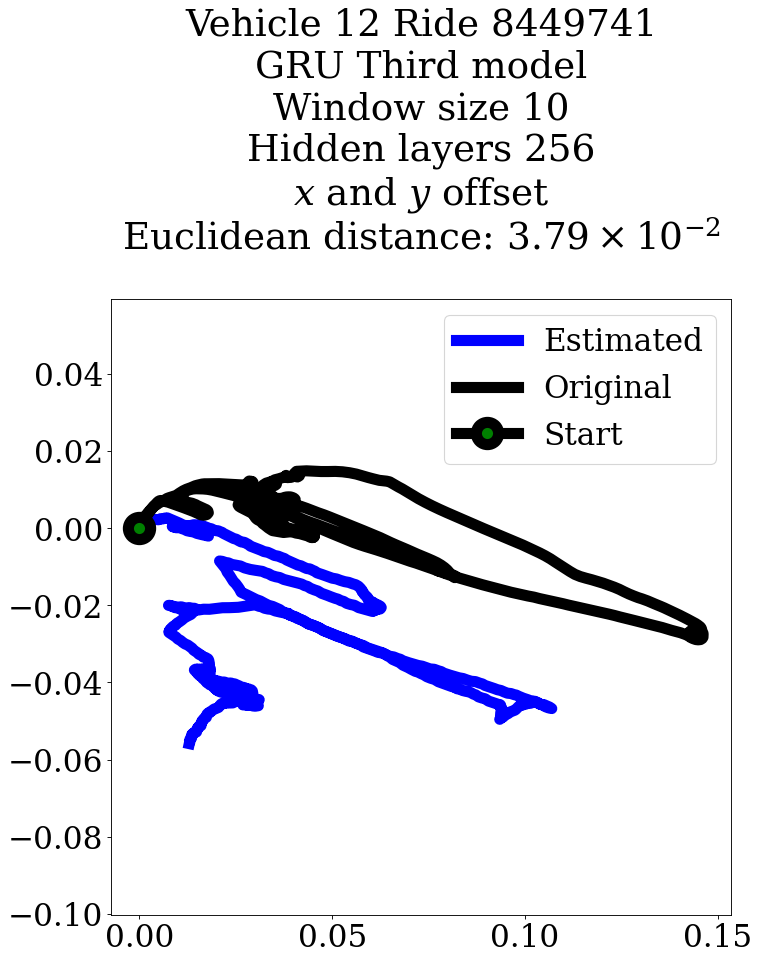 Vehicle 12 Ride 8449741
GRU Third model
Window size 10
Hidden layers 256
x and y offset
Euclidean distance: 3.79 × 10⁻²
Estimated
Original
Start
0.04
0.02
0.00
−0.02
−0.04
−0.06
−0.08
−0.10
0.00 0.05 0.10 0.15